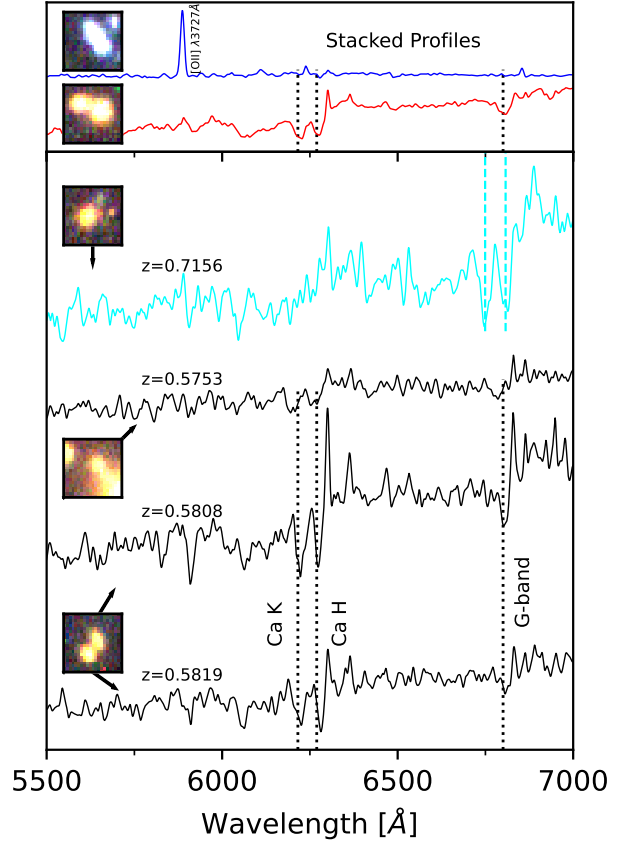 Stacked Profiles
[OII] λ3727Å
z=0.7156
z=0.5753
z=0.5808
Ca K
Ca H
G-band
z=0.5819
5500 6000 6500 7000
Wavelength [Å]